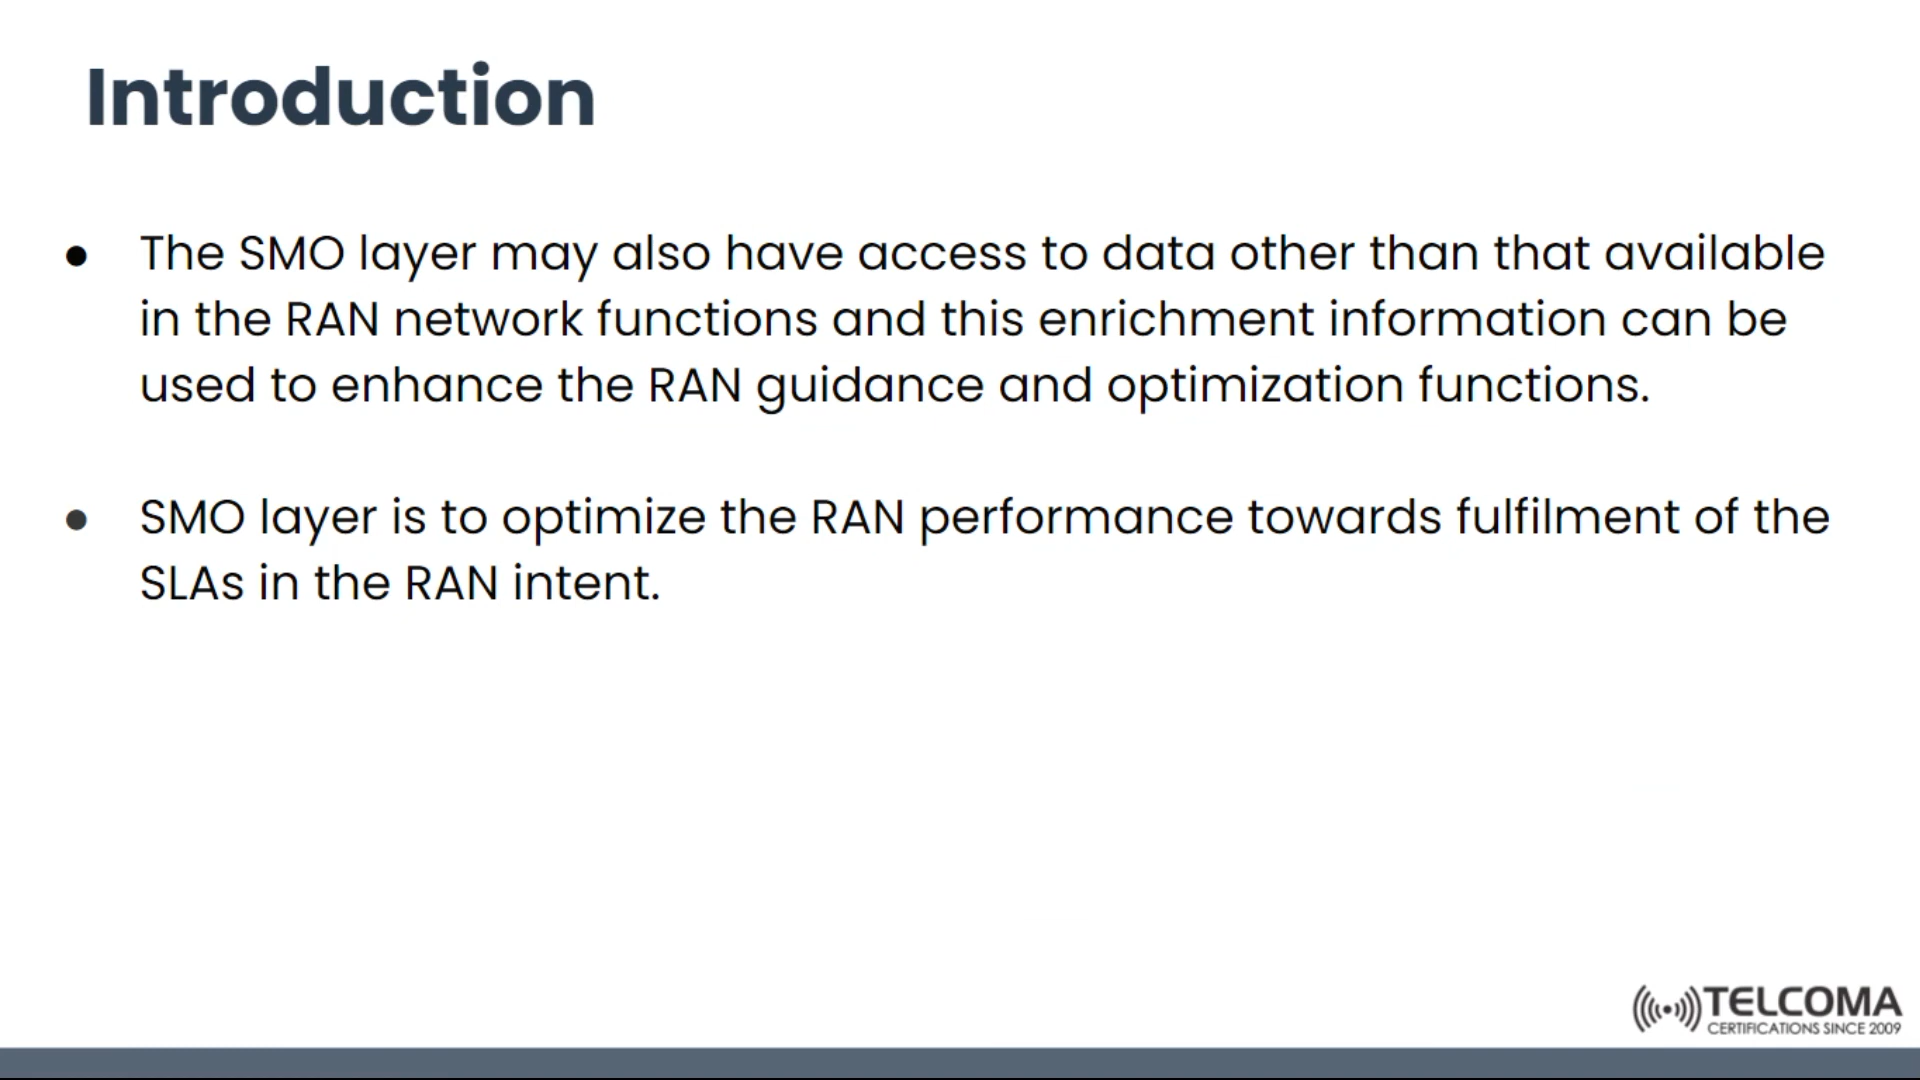 Introduction
● The SMO layer may also have access to data other than that available
in the RAN network functions and this enrichment information can be
used to enhance the RAN guidance and optimization functions.
● SMO layer is to optimize the RAN performance towards fulfilment of the
SLAs in the RAN intent.
TELCOMA
CERTIFICATIONS SINCE 2009